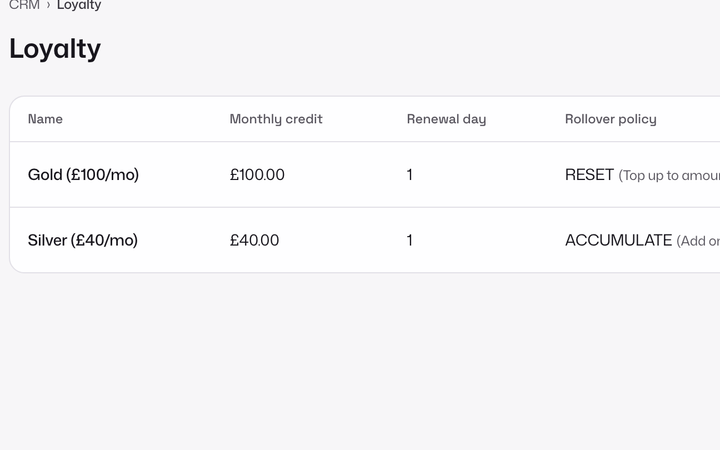 CRM › Loyalty
Loyalty
Name Monthly credit Renewal day Rollover policy
Gold (£100/mo) £100.00 1 RESET (Top up to
Silver (£40/mo) £40.00 1 ACCUMULATE (Add